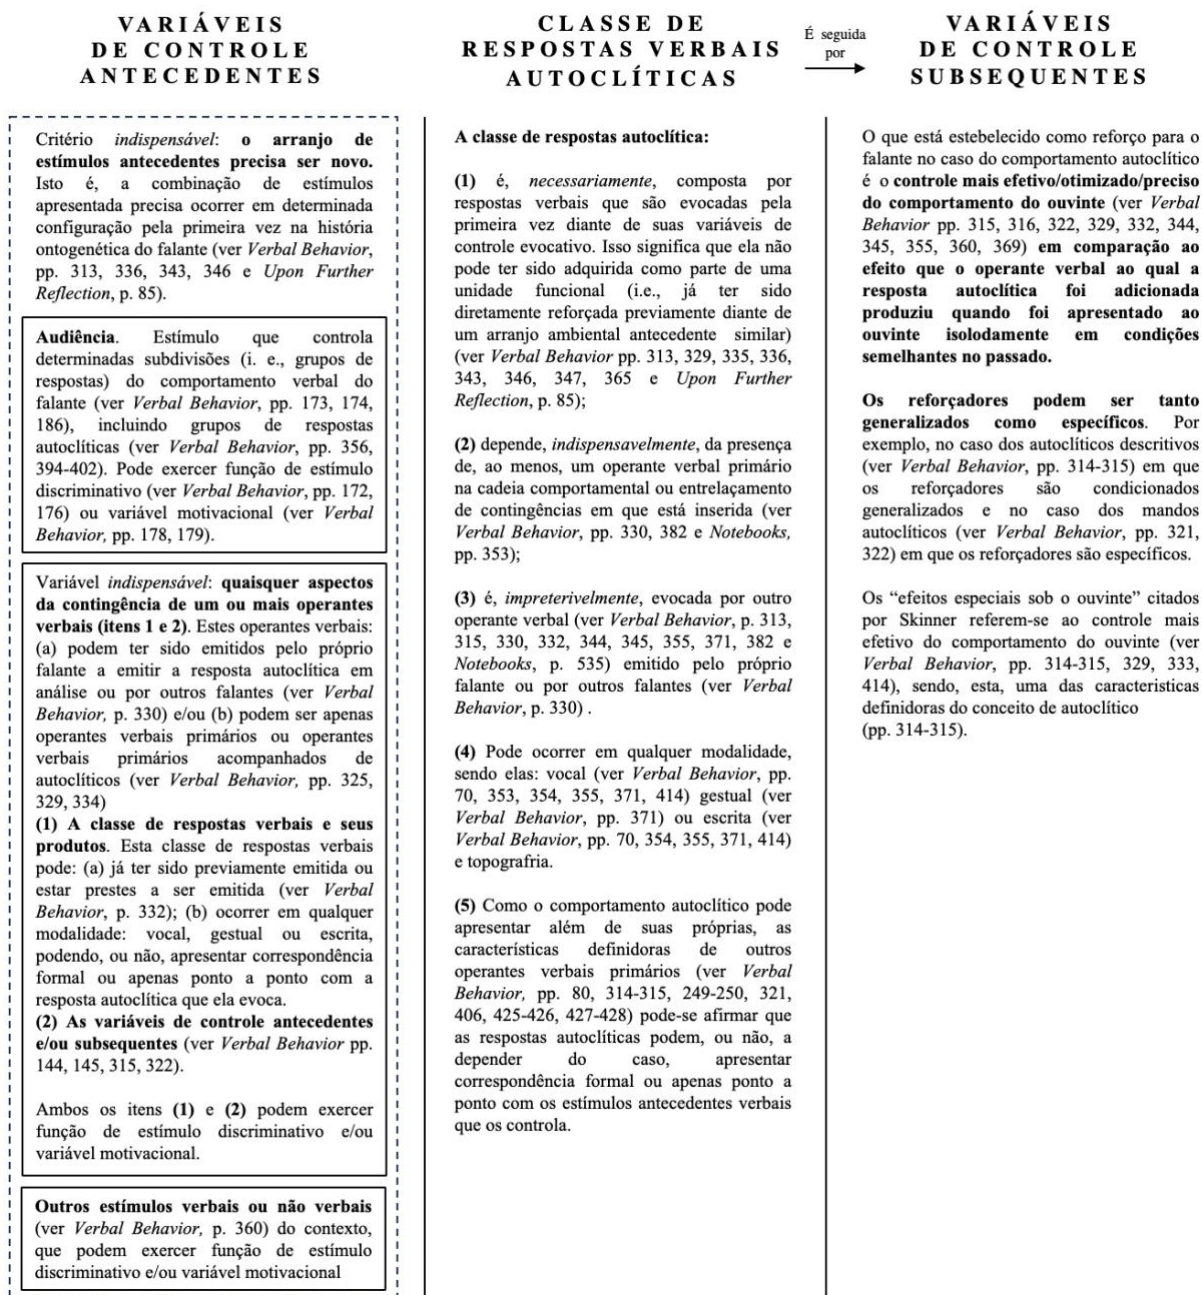 VARIÁVEIS
DE CONTROLE
ANTECEDENTES
CLASSE DE
RESPOSTAS VERBAIS
AUTOCLÍTICAS
É seguida
por
VARIÁVEIS
DE CONTROLE
SUBSEQUENTES
Critério indispensável: o arranjo de
estímulos antecedentes precisa ser novo.
Isto é, a combinação de estímulos
apresentada precisa ocorrer em determinada
configuração pela primeira vez na história
ontogenética do falante (ver Verbal Behavior,
pp. 313, 336, 343, 346 e Upon Further
Reflection, p. 85).
Audiência. Estímulo que controla
determinadas subdivisões (i. e., grupos de
respostas) do comportamento verbal do
falante (ver Verbal Behavior, pp. 173, 174,
186), incluindo grupos de respostas
autoclíticas (ver Verbal Behavior, pp. 356,
394-402). Pode exercer função de estímulo
discriminativo (ver Verbal Behavior, pp. 172,
176) ou variável motivacional (ver Verbal
Behavior, pp. 178, 179).
Variável indispensável: quaisquer aspectos
da contingência de um ou mais operantes
verbais (itens 1 e 2). Estes operantes verbais:
(a) podem ter sido emitidos pelo próprio
falante a emitir a resposta autoclítica em
análise ou por outros falantes (ver Verbal
Behavior, p. 330) e/ou (b) podem ser apenas
operantes verbais primários ou operantes
verbais primários acompanhados de
autoclíticos (ver Verbal Behavior, pp. 325,
329, 334)
(1) A classe de respostas verbais e seus
produtos. Esta classe de respostas verbais
pode: (a) já ter sido previamente emitida ou
estar prestes a ser emitida (ver Verbal
Behavior, p. 332); (b) ocorrer em qualquer
modalidade: vocal, gestual ou escrita,
podendo, ou não, apresentar correspondência
formal ou apenas ponto a ponto com a
resposta autoclítica que ela evoca.
(2) As variáveis de controle antecedentes
e/ou subsequentes (ver Verbal Behavior pp.
144, 145, 315, 322).
Ambos os itens (1) e (2) podem exercer
função de estímulo discriminativo e/ou
variável motivacional.
Outros estímulos verbais ou não verbais
(ver Verbal Behavior, p. 360) do contexto,
que podem exercer função de estímulo
discriminativo e/ou variável motivacional
A classe de respostas autoclítica:
(1) é, necessariamente, composta por
respostas verbais que são evocadas pela
primeira vez diante de suas variáveis de
controle evocativo. Isso significa que ela não
pode ter sido adquirida como parte de uma
unidade funcional (i.e., já ter sido
diretamente reforçada previamente diante de
um arranjo ambiental antecedente similar)
(ver Verbal Behavior pp. 313, 329, 335, 336,
343, 346, 347, 365 e Upon Further
Reflection, p. 85);
(2) depende, indispensavelmente, da presença
de, ao menos, um operante verbal primário
na cadeia comportamental ou entrelaçamento
de contingências em que está inserida (ver
Verbal Behavior, pp. 330, 382 e Notebooks,
pp. 353);
(3) é, impreterivelmente, evocada por outro
operante verbal (ver Verbal Behavior, p. 313,
315, 330, 332, 344, 345, 355, 371, 382 e
Notebooks, p. 535) emitido pelo próprio
falante ou por outros falantes (ver Verbal
Behavior, p. 330) .
(4) Pode ocorrer em qualquer modalidade,
sendo elas: vocal (ver Verbal Behavior, pp.
70, 353, 354, 355, 371, 414) gestual (ver
Verbal Behavior, pp. 371) ou escrita (ver
Verbal Behavior, pp. 70, 354, 355, 371, 414)
e topografria.
(5) Como o comportamento autoclítico pode
apresentar além de suas próprias, as
características definidoras de outros
operantes verbais primários (ver Verbal
Behavior, pp. 80, 314-315, 249-250, 321,
406, 425-426, 427-428) pode-se afirmar que
as respostas autoclíticas podem, ou não, a
depender do caso, apresentar
correspondência formal ou apenas ponto a
ponto com os estímulos antecedentes verbais
que os controla.
O que está estebelecido como reforço para o
falante no caso do comportamento autoclítico
é o controle mais efetivo/otimizado/preciso
do comportamento do ouvinte (ver Verbal
Behavior pp. 315, 316, 322, 329, 332, 344,
345, 355, 360, 369) em comparação ao
efeito que o operante verbal ao qual a
resposta autoclítica foi adicionada
produziu quando foi apresentado ao
ouvinte isolodamente em condições
semelhantes no passado.
Os reforçadores podem ser tanto
generalizados como específicos. Por
exemplo, no caso dos autoclíticos descritivos
(ver Verbal Behavior, pp. 314-315) em que
os reforçadores são condicionados
generalizados e no caso dos mandos
autoclíticos (ver Verbal Behavior, pp. 321,
322) em que os reforçadores são específicos.
Os “efeitos especiais sob o ouvinte” citados
por Skinner referem-se ao controle mais
efetivo do comportamento do ouvinte (ver
Verbal Behavior, pp. 314-315, 329, 333,
414), sendo, esta, uma das caracteristicas
definidoras do conceito de autoclítico
(pp. 314-315).